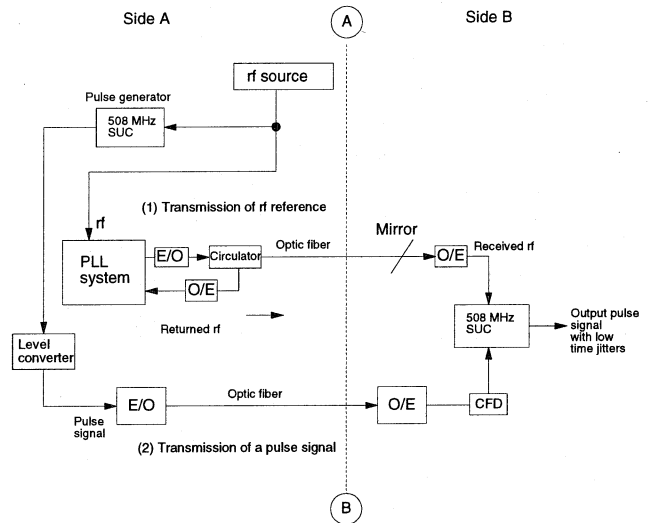 Side A
A
Side B
rf source
Pulse generator
508 MHz
SUC
(1) Transmission of rf reference
rf
PLL
system
E/O
Circulator
Optic fiber
Mirror
O/E
Received rf
O/E
Returned rf
508 MHz
SUC
Output pulse
signal
with low
time jitters
Level
converter
Pulse
signal
E/O
Optic fiber
O/E
CFD
(2) Transmission of a pulse signal
B